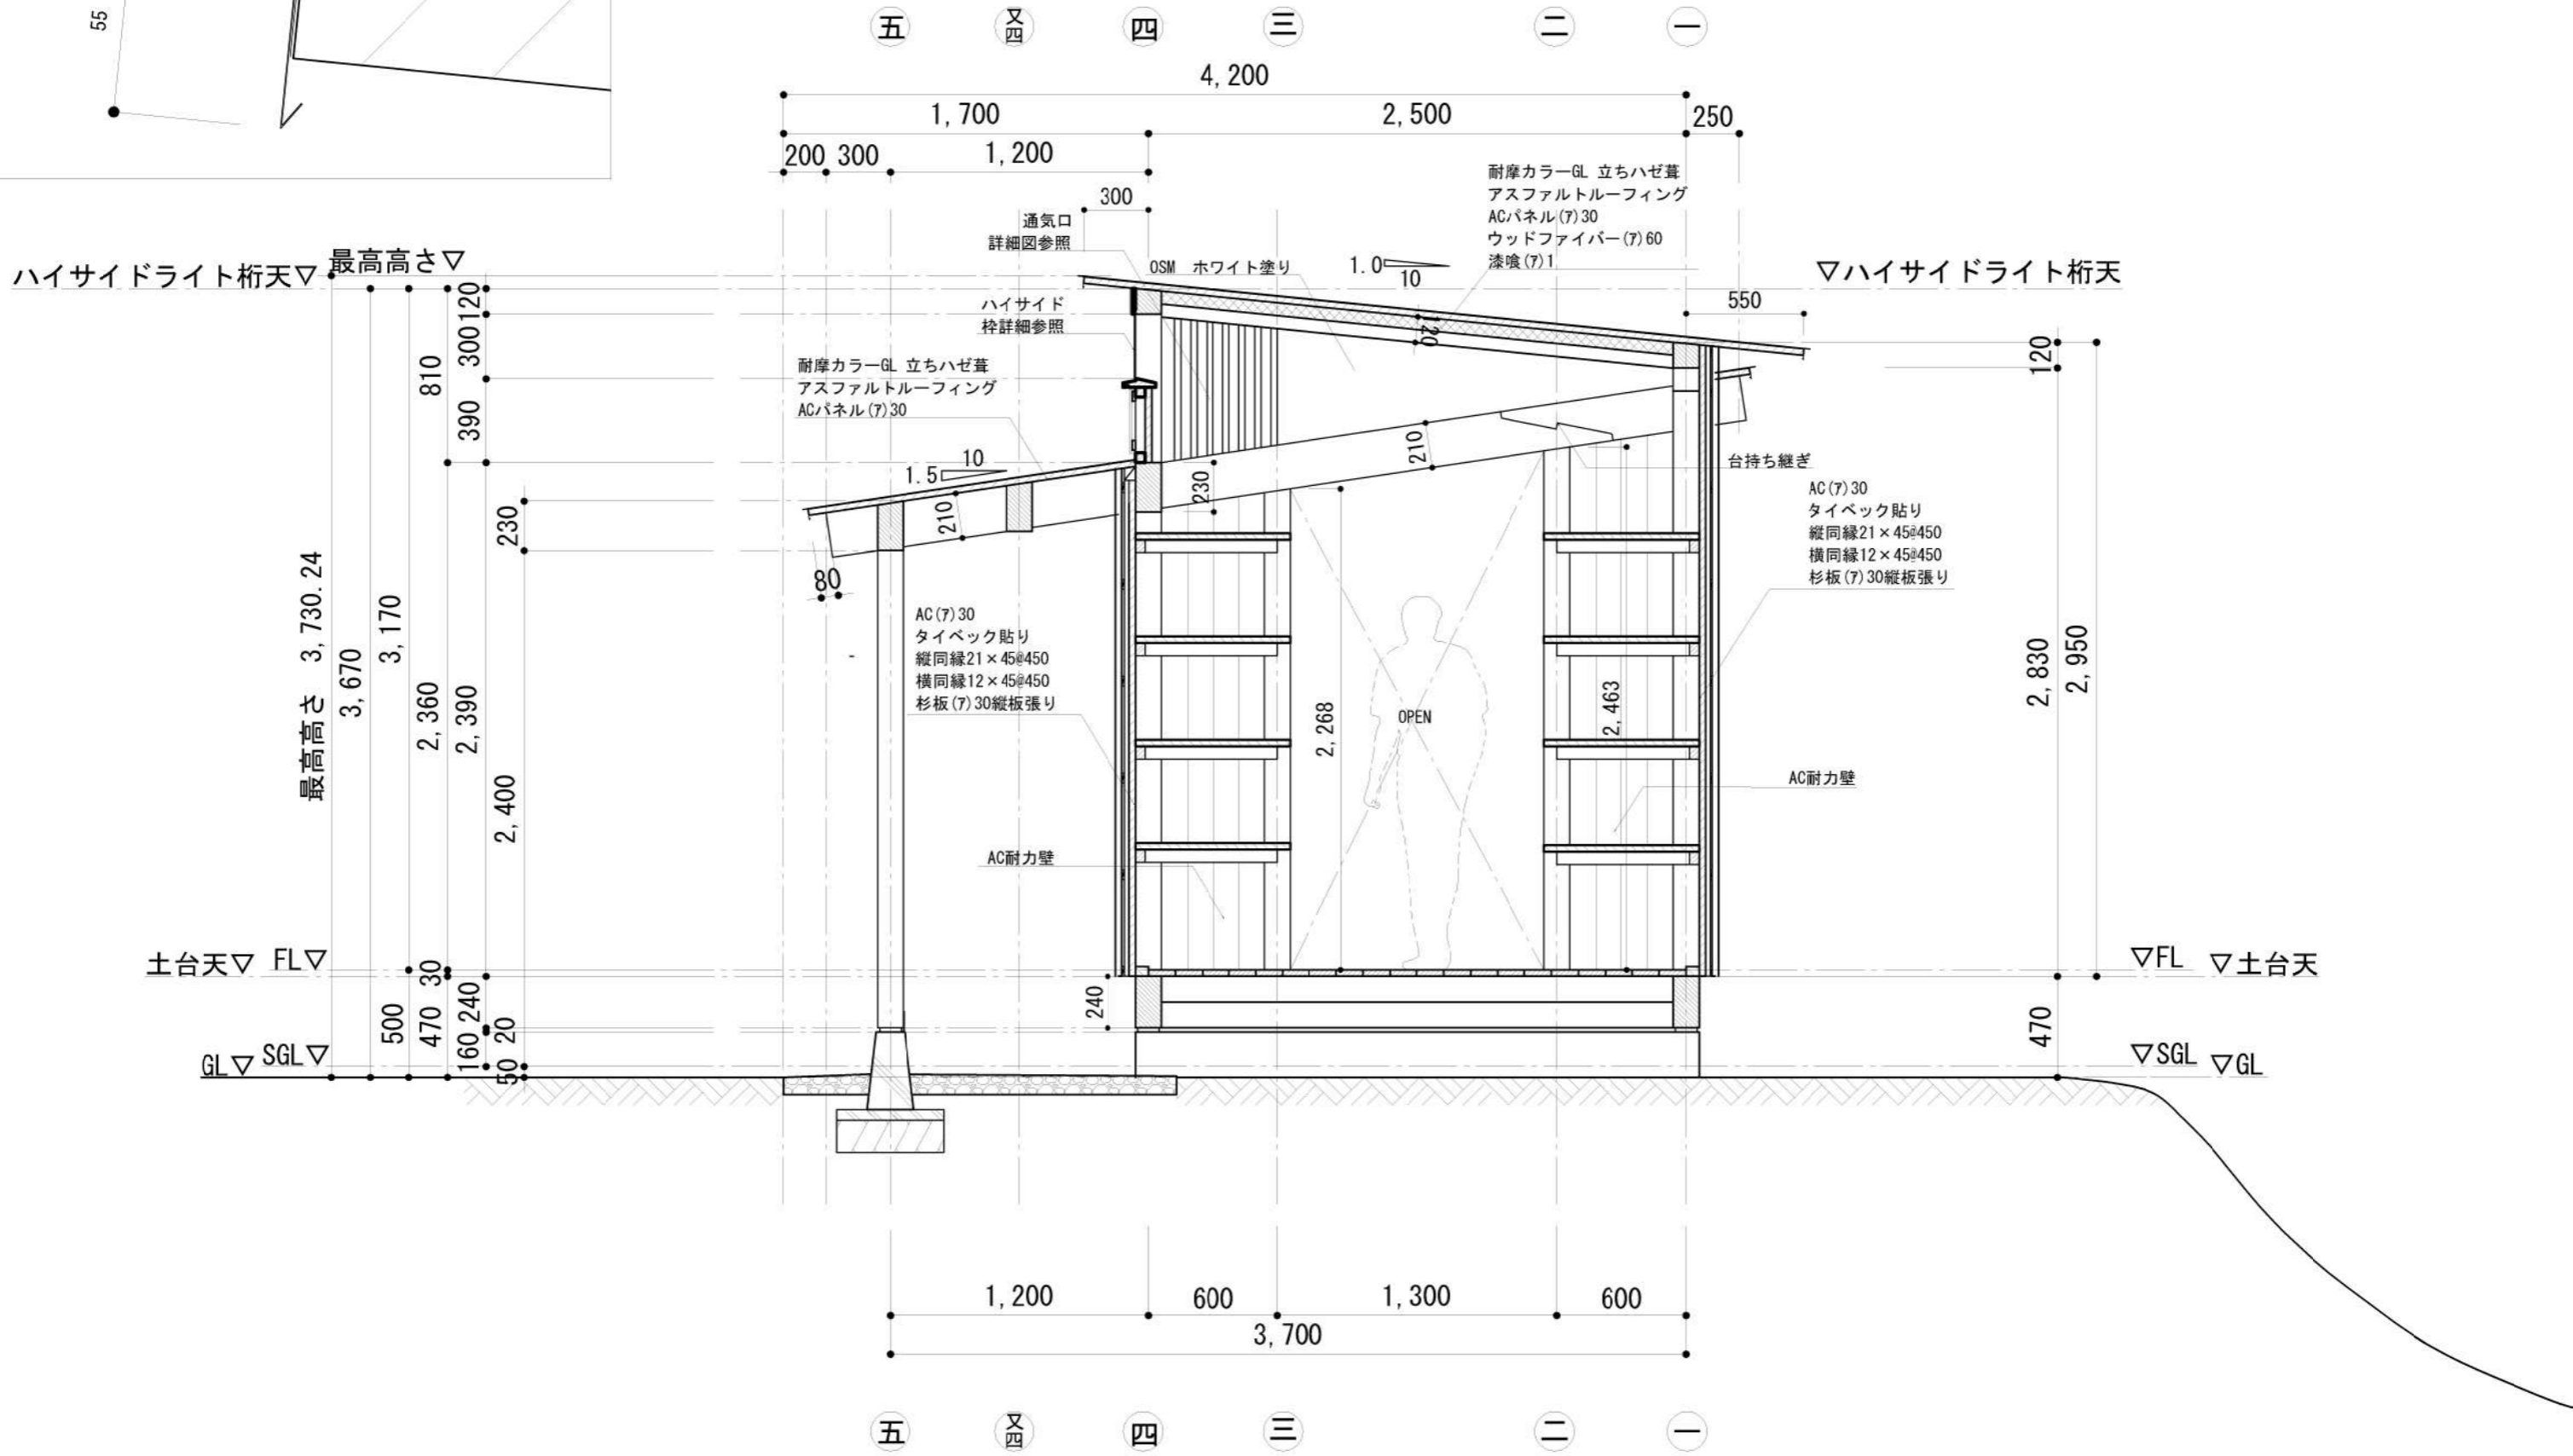 55
五 又四 四 三 二 一
4,200
1,700 2,500 250
200 300 1,200
300
通気口
詳細図参照
OSM ホワイト塗り
1.0
10
耐摩カラーGL 立ちハゼ葺
アスファルトルーフィング
ACパネル(ｱ)30
ウッドファイバー(ｱ)60
漆喰(ｱ)1
ハイサイドライト桁天▽
最高高さ▽
▽ハイサイドライト桁天
550
ハイサイド
枠詳細参照
耐摩カラーGL 立ちハゼ葺
アスファルトルーフィング
ACパネル(ｱ)30
10
1.5
120
210
210
230
80
台持ち継ぎ
AC(ｱ)30
タイベック貼り
縦同縁21×45@450
横同縁12×45@450
杉板(ｱ)30縦板張り
AC(ｱ)30
タイベック貼り
縦同縁21×45@450
横同縁12×45@450
杉板(ｱ)30縦板張り
OPEN
2,268
2,463
AC耐力壁
AC耐力壁
240
最高高さ 3,730.24
3,670
3,170
500
810
2,360
30
470
120
300
390
2,390
240
160
230
2,400
20
50
120
2,830
2,950
470
土台天▽ FL▽
GL▽ SGL▽
▽FL ▽土台天
▽SGL ▽GL
1,200 600 1,300 600
3,700
五 又四 四 三 二 一